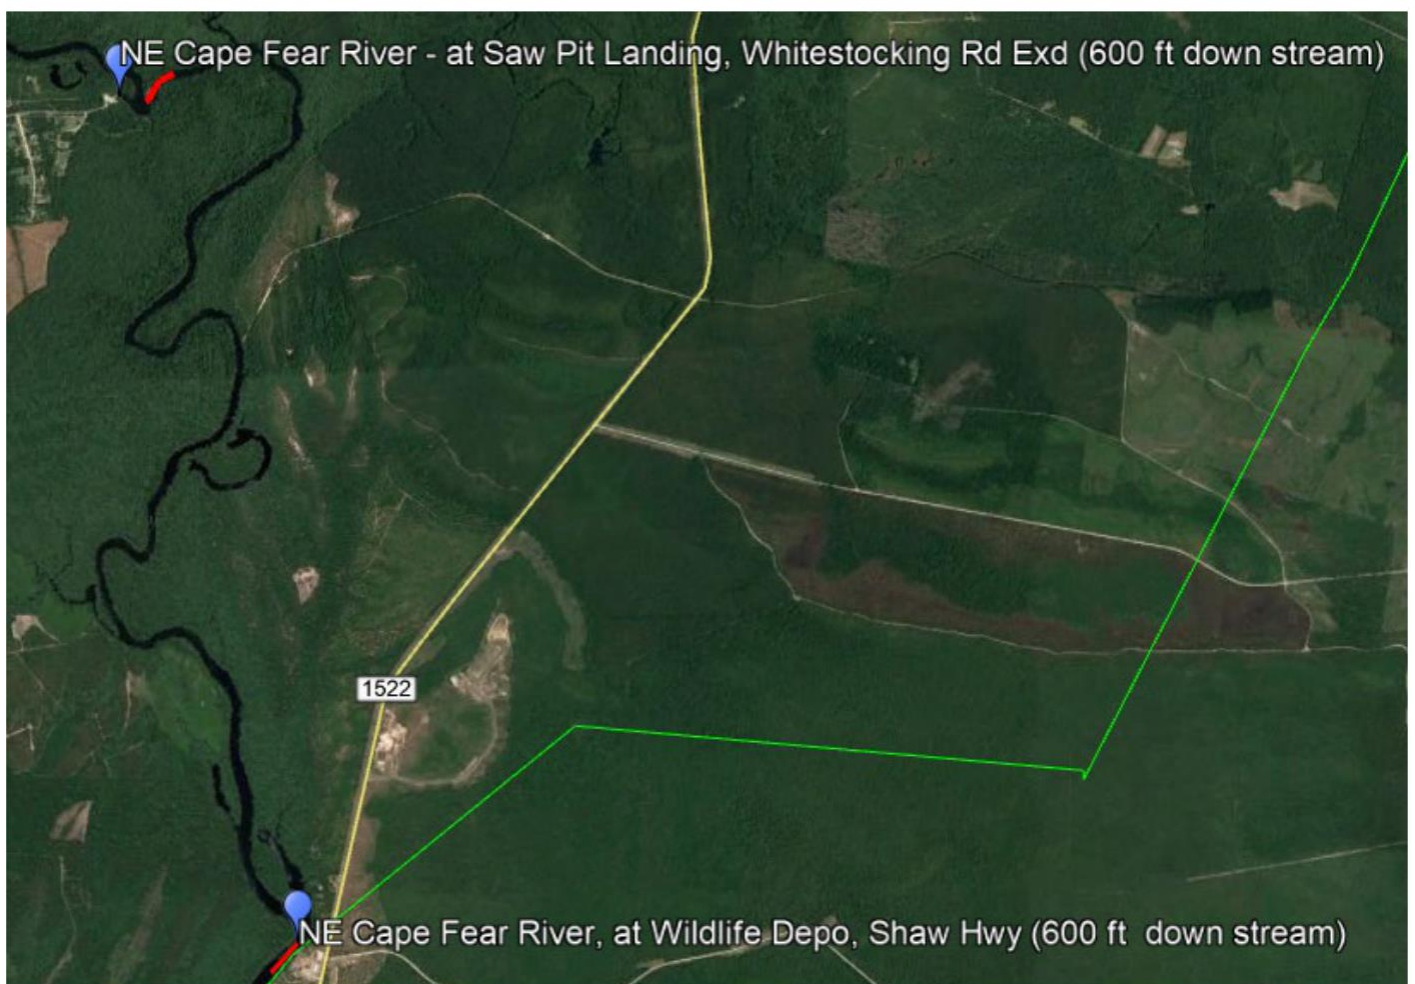 NE Cape Fear River - at Saw Pit Landing, Whitestocking Rd Exd (600 ft down stream)
1522
NE Cape Fear River, at Wildlife Depo, Shaw Hwy (600 ft down stream)